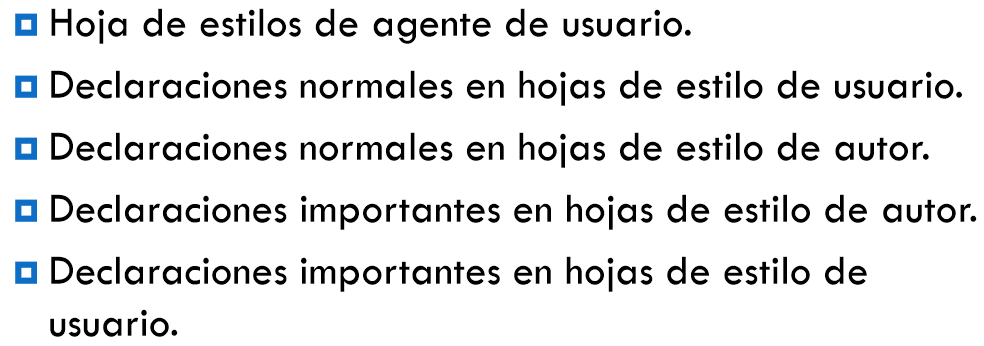 Hoja de estilos de agente de usuario.
Declaraciones normales en hojas de estilo de usuario.
Declaraciones normales en hojas de estilo de autor.
Declaraciones importantes en hojas de estilo de autor.
Declaraciones importantes en hojas de estilo de
usuario.